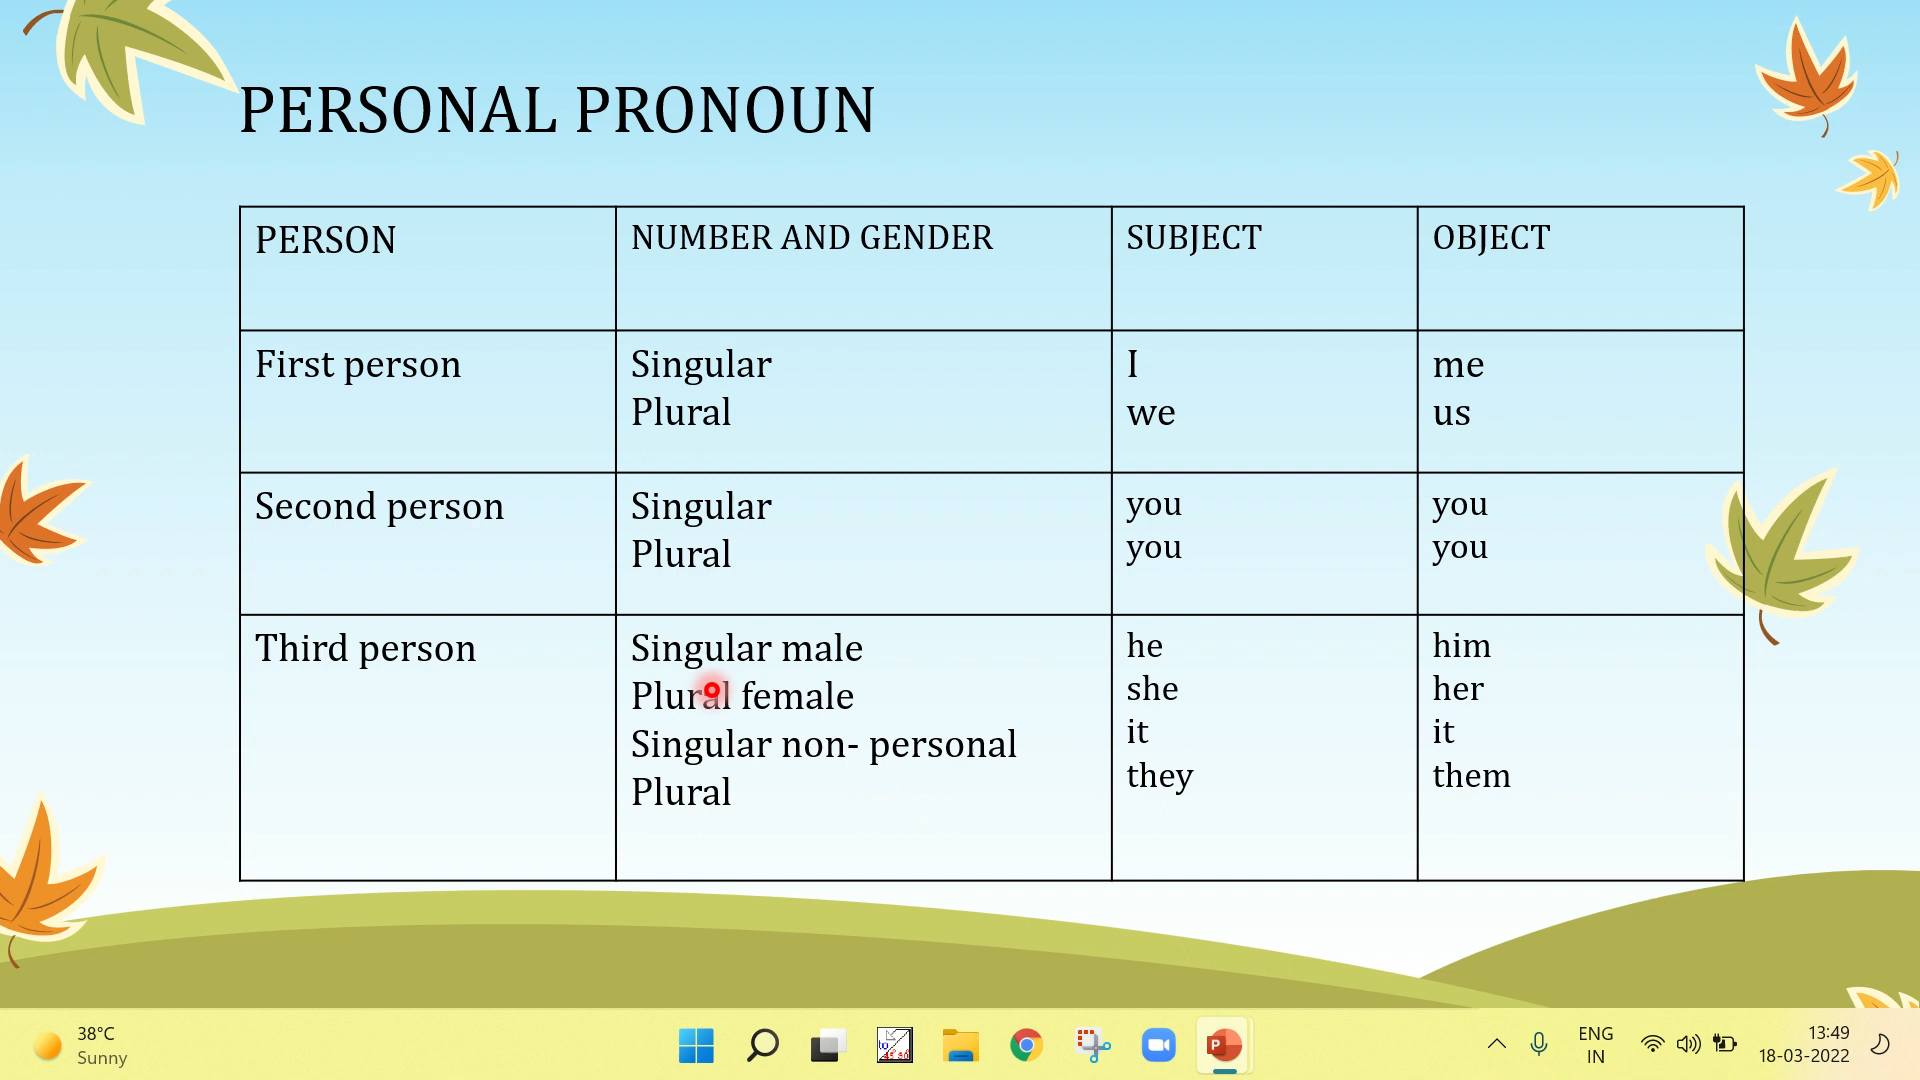 PERSONAL PRONOUN
PERSON NUMBER AND GENDER SUBJECT OBJECT
First person Singular I me
Plural we us
Second person Singular you you
Plural you you
Third person Singular male he him
Plural female she her
Singular non- personal it it
Plural they them
38°C
Sunny
ENG
IN
13:49
18-03-2022